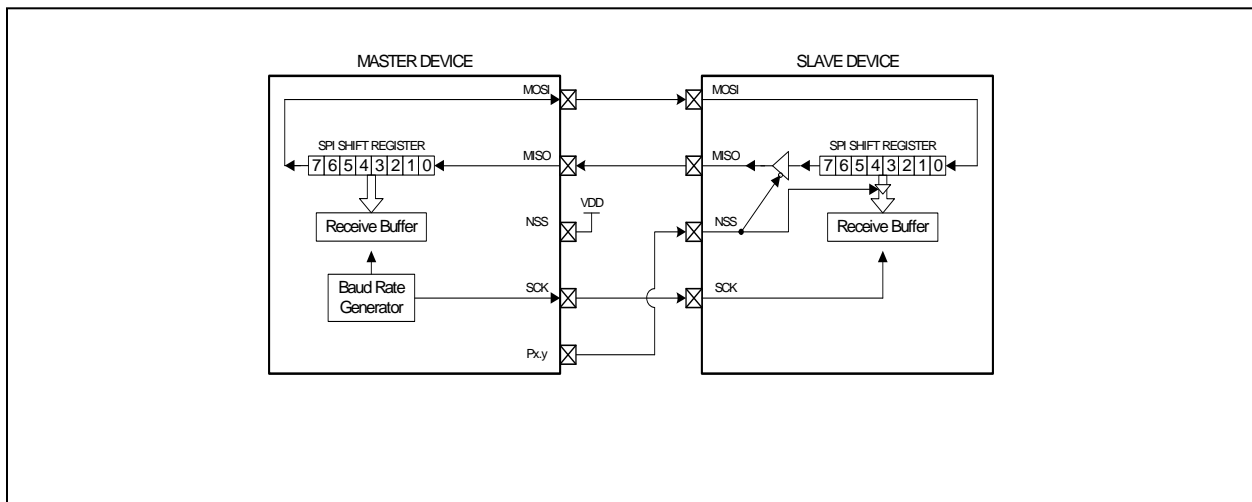 MASTER DEVICE
SLAVE DEVICE
MOSI
MOSI
SPI SHIFT REGISTER
7 6 5 4 3 2 1 0
MISO
MISO
SPI SHIFT REGISTER
7 6 5 4 3 2 1 0
Receive Buffer
NSS
VDD
NSS
Receive Buffer
Baud Rate
Generator
SCK
SCK
Px.y